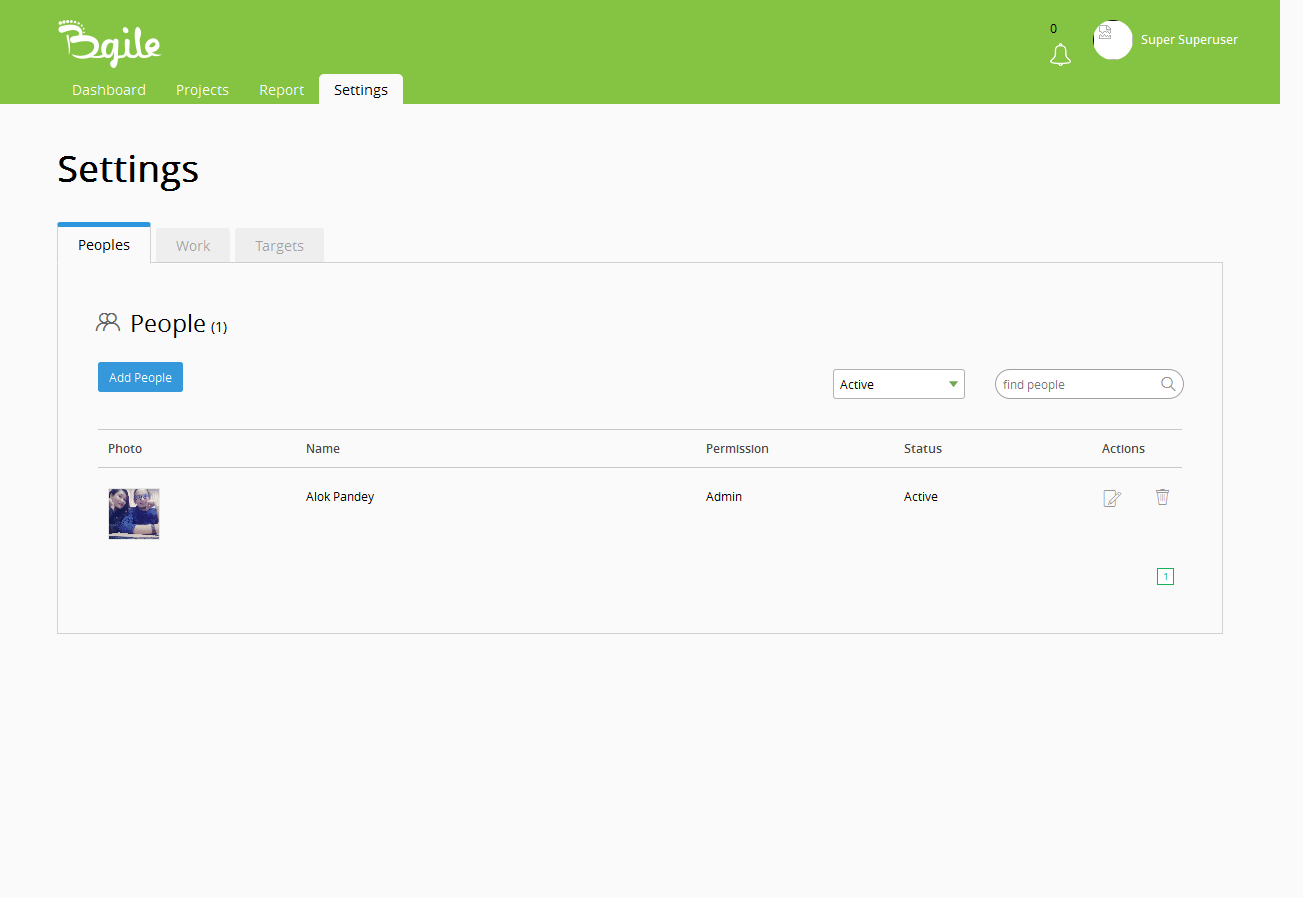 Bgile
0
Super Superuser
Dashboard Projects Report Settings
Settings
Peoples Work Targets
People (1)
Add People
Active
find people
Photo Name Permission Status Actions
Alok Pandey Admin Active
1